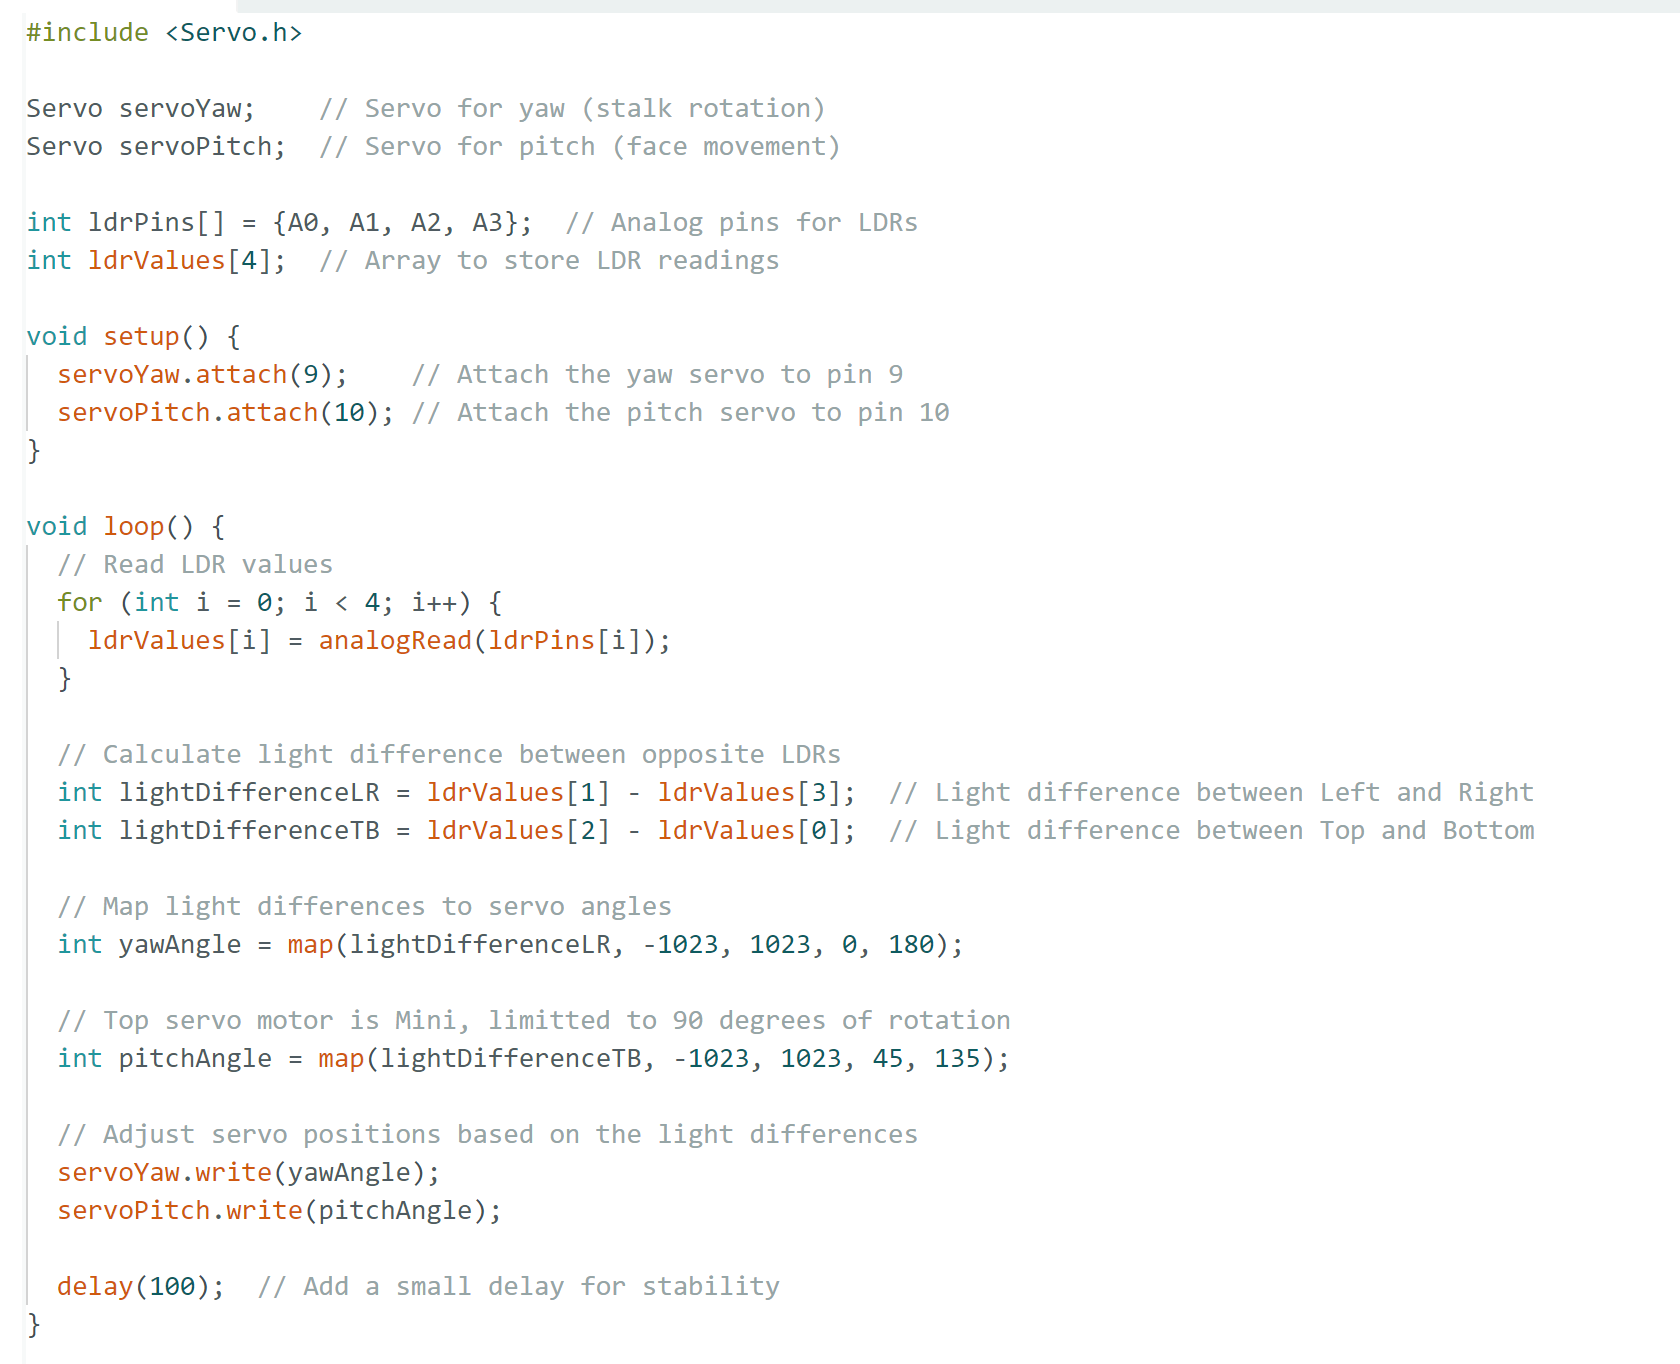 #include <Servo.h>
Servo servoYaw;    // Servo for yaw (stalk rotation)
Servo servoPitch;  // Servo for pitch (face movement)
int ldrPins[] = {A0, A1, A2, A3};  // Analog pins for LDRs
int ldrValues[4];  // Array to store LDR readings
void setup() {
  servoYaw.attach(9);    // Attach the yaw servo to pin 9
  servoPitch.attach(10); // Attach the pitch servo to pin 10
}
void loop() {
  // Read LDR values
  for (int i = 0; i < 4; i++) {
    ldrValues[i] = analogRead(ldrPins[i]);
  }
  // Calculate light difference between opposite LDRs
  int lightDifferenceLR = ldrValues[1] - ldrValues[3];  // Light difference between Left and Right
  int lightDifferenceTB = ldrValues[2] - ldrValues[0];  // Light difference between Top and Bottom
  // Map light differences to servo angles
  int yawAngle = map(lightDifferenceLR, -1023, 1023, 0, 180);
  // Top servo motor is Mini, limitted to 90 degrees of rotation
  int pitchAngle = map(lightDifferenceTB, -1023, 1023, 45, 135);
  // Adjust servo positions based on the light differences
  servoYaw.write(yawAngle);
  servoPitch.write(pitchAngle);
  delay(100);  // Add a small delay for stability
}